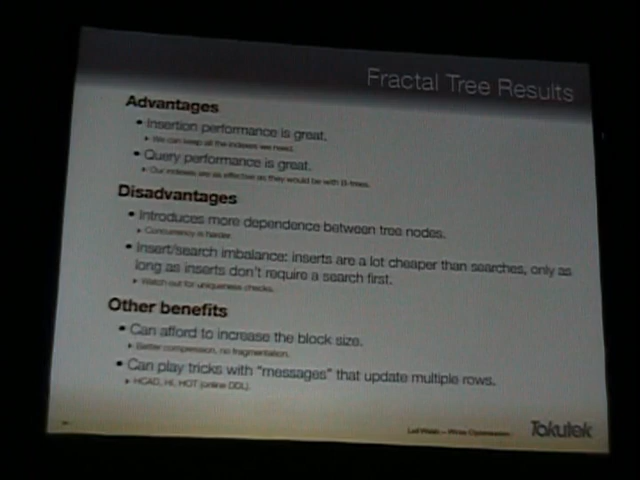 Fractal Tree Results
Advantages
• Insertion performance is great.
▸ We can keep all the indexes we need.
• Query performance is great.
▸ Our indexes are as effective as they would be with B-trees.
Disadvantages
• Introduces more dependence between tree nodes.
▸ Concurrency is harder.
• Insert/search imbalance: inserts are a lot cheaper than searches, only as
long as inserts don't require a search first.
▸ Watch out for uniqueness checks.
Other benefits
• Can afford to increase the block size.
▸ Better compression, no fragmentation.
• Can play tricks with "messages" that update multiple rows.
▸ HCAD, HI, HOT (online DDL).
Tokutek